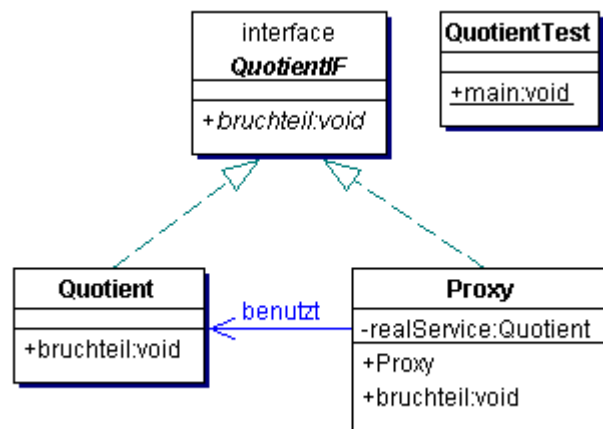 interface
QuotientIF
+bruchteil:void
QuotientTest
+main:void
Quotient
+bruchteil:void
benutzt
Proxy
-realService:Quotient
+Proxy
+bruchteil:void